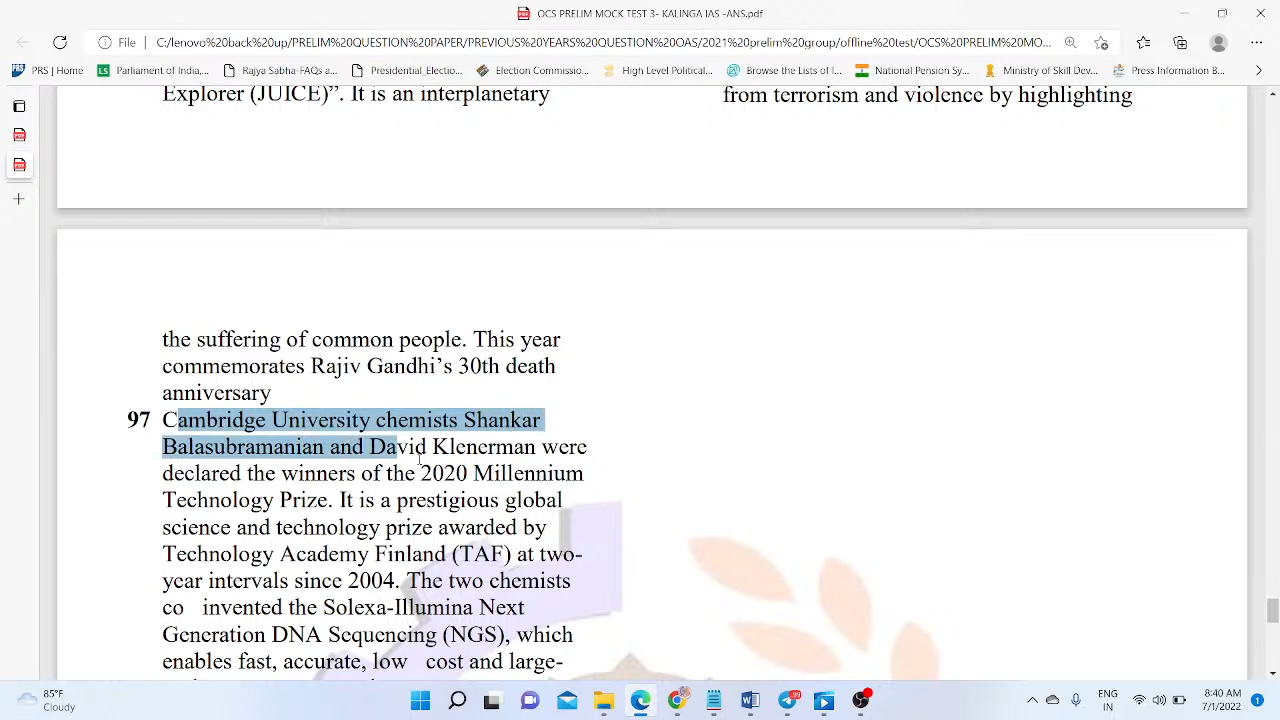 OCS PRELIM MOCK TEST 3- KALINGA IAS -ANS.pdf
File C:/lenovo%20back%20up/PRELIM%20QUESTION%20PAPER/PREVIOUS%20YEARS%20QUESTION%20OAS/2021%20prelim%20group/offline%20test/OCS%20PRELIM%20MO...
PRS | Home Parliament of India,... Rajya Sabha-FAQs o... Presidential_Electo... Election Commissio... High Level Political... Browse the Lists of I... National Pension Sy... Ministry of Skill Dev... Press Information B...
Explorer (JUICE)”. It is an interplanetary
from terrorism and violence by highlighting
the suffering of common people. This year
commemorates Rajiv Gandhi’s 30th death
anniversary
97 Cambridge University chemists Shankar
Balasubramanian and David Klenerman were
declared the winners of the 2020 Millennium
Technology Prize. It is a prestigious global
science and technology prize awarded by
Technology Academy Finland (TAF) at two-
year intervals since 2004. The two chemists
co invented the Solexa-Illumina Next
Generation DNA Sequencing (NGS), which
enables fast, accurate, low cost and large-
85°F
Cloudy
99
ENG
IN
8:40 AM
7/1/2022
1